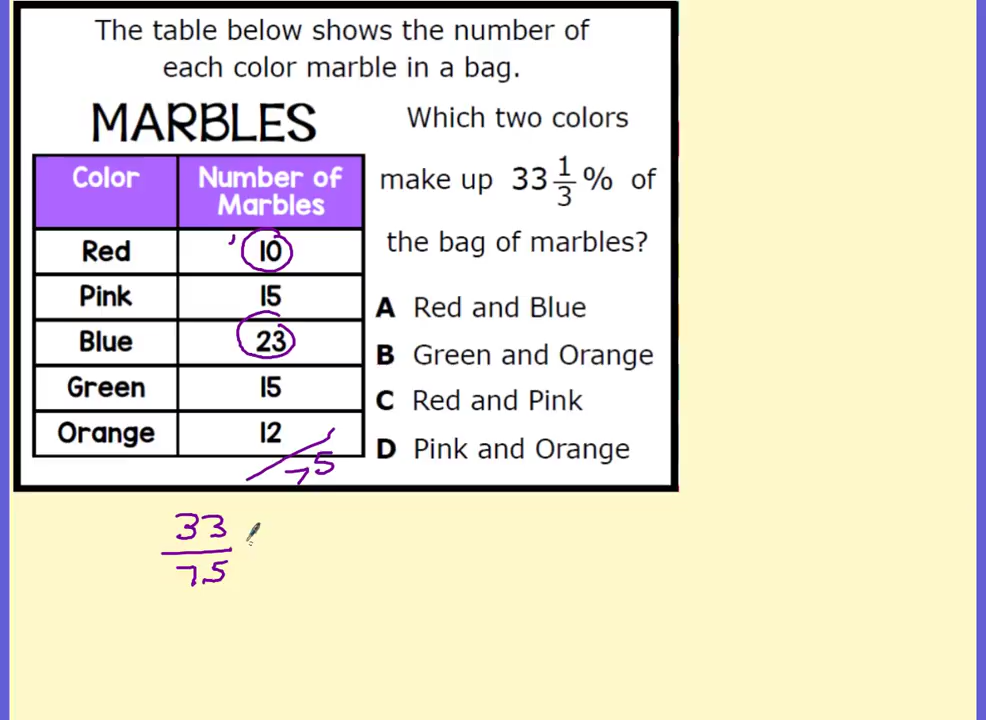 The table below shows the number of
each color marble in a bag.
MARBLES
Color Number of Marbles
Red 10
Pink 15
Blue 23
Green 15
Orange 12
75
Which two colors
make up 33 1/3 % of
the bag of marbles?
A Red and Blue
B Green and Orange
C Red and Pink
D Pink and Orange
33
75